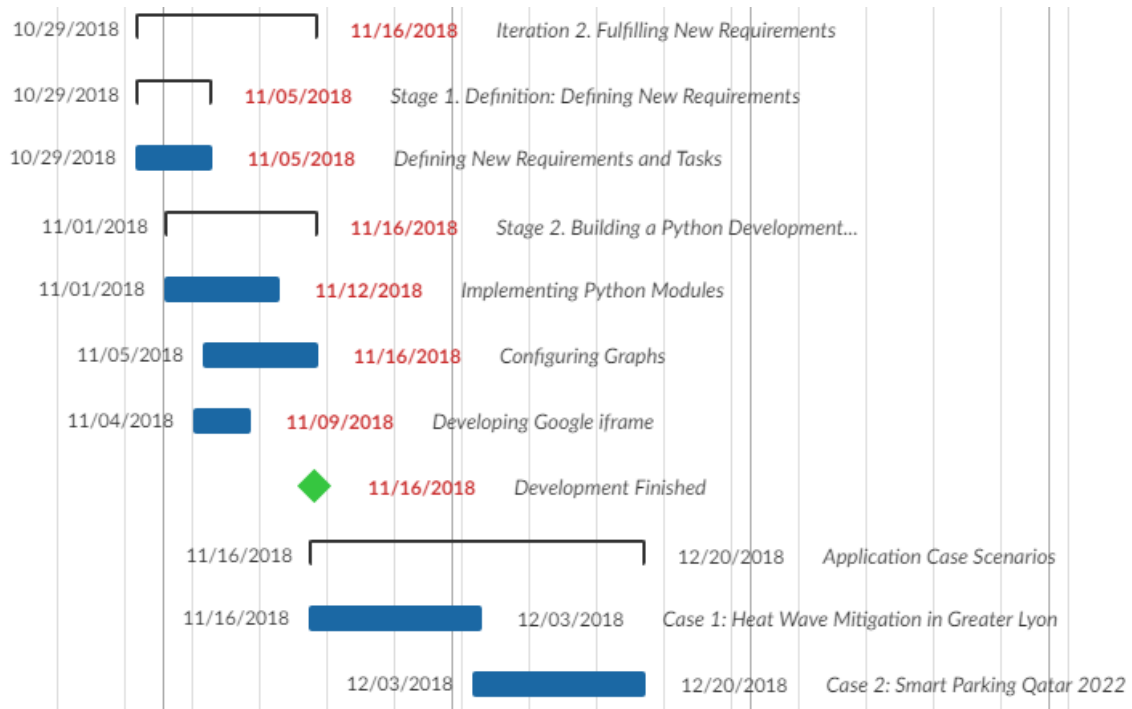 10/29/2018 11/16/2018 Iteration 2. Fulfilling New Requirements
10/29/2018 11/05/2018 Stage 1. Definition: Defining New Requirements
10/29/2018 11/05/2018 Defining New Requirements and Tasks
11/01/2018 11/16/2018 Stage 2. Building a Python Development...
11/01/2018 11/12/2018 Implementing Python Modules
11/05/2018 11/16/2018 Configuring Graphs
11/04/2018 11/09/2018 Developing Google iframe
11/16/2018 Development Finished
11/16/2018 12/20/2018 Application Case Scenarios
11/16/2018 12/03/2018 Case 1: Heat Wave Mitigation in Greater Lyon
12/03/2018 12/20/2018 Case 2: Smart Parking Qatar 2022